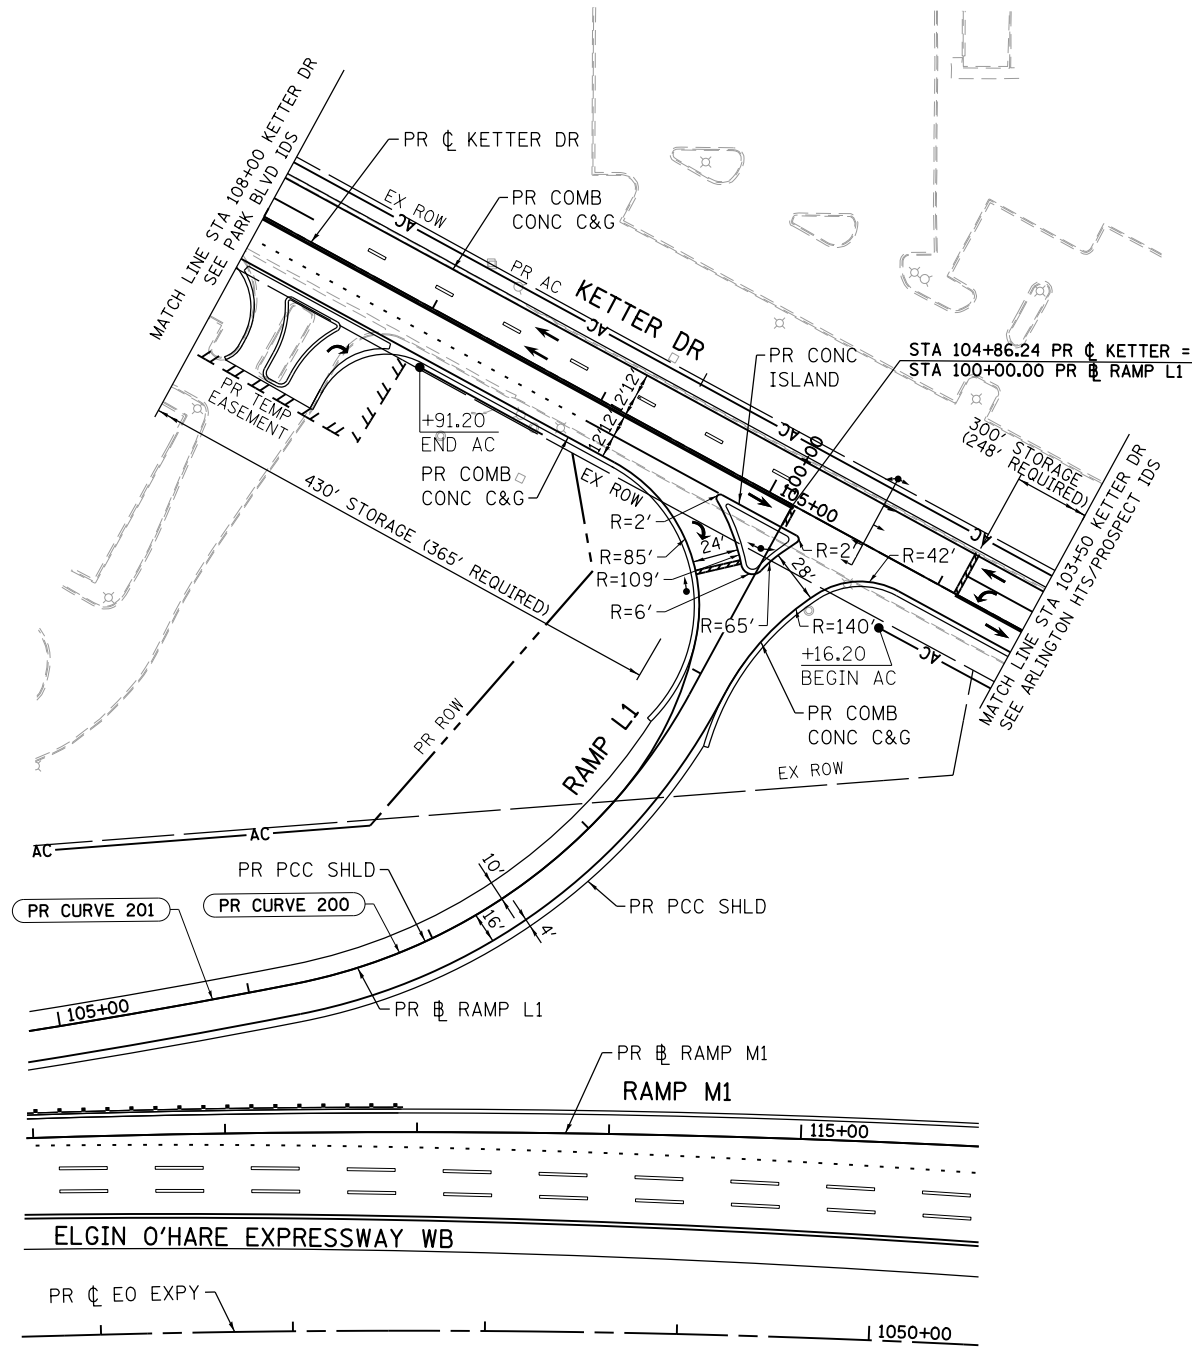 MATCH LINE STA 108+00 KETTER DR
SEE PARK BLVD IDS
PR ℄ KETTER DR
EX ROW
AC
PR COMB
CONC C&G
PR AC
KETTER DR
AC
PR CONC
ISLAND
STA 104+86.24 PR ℄ KETTER =
STA 100+00.00 PR BL RAMP L1
PR TEMP
EASEMENT
+91.20
END AC
12' 12' 12' 12'
AC
100+00
105+00
300' STORAGE
(248' REQUIRED)
PR COMB
CONC C&G
EX ROW
430' STORAGE (365' REQUIRED)
AC
R=2'
R=85'
24'
R=2'
R=42'
R=109'
28'
R=6'
R=65'
R=140'
+16.20
BEGIN AC
AC
MATCH LINE STA 103+50 KETTER DR
SEE ARLINGTON HTS/PROSPECT IDS
PR ROW
RAMP L1
PR COMB
CONC C&G
EX ROW
AC
AC
PR PCC SHLD
10'
PR CURVE 201
PR CURVE 200
16'
4'
PR PCC SHLD
105+00
PR BL RAMP L1
PR BL RAMP M1
RAMP M1
115+00
ELGIN O'HARE EXPRESSWAY WB
PR ℄ EO EXPY
1050+00